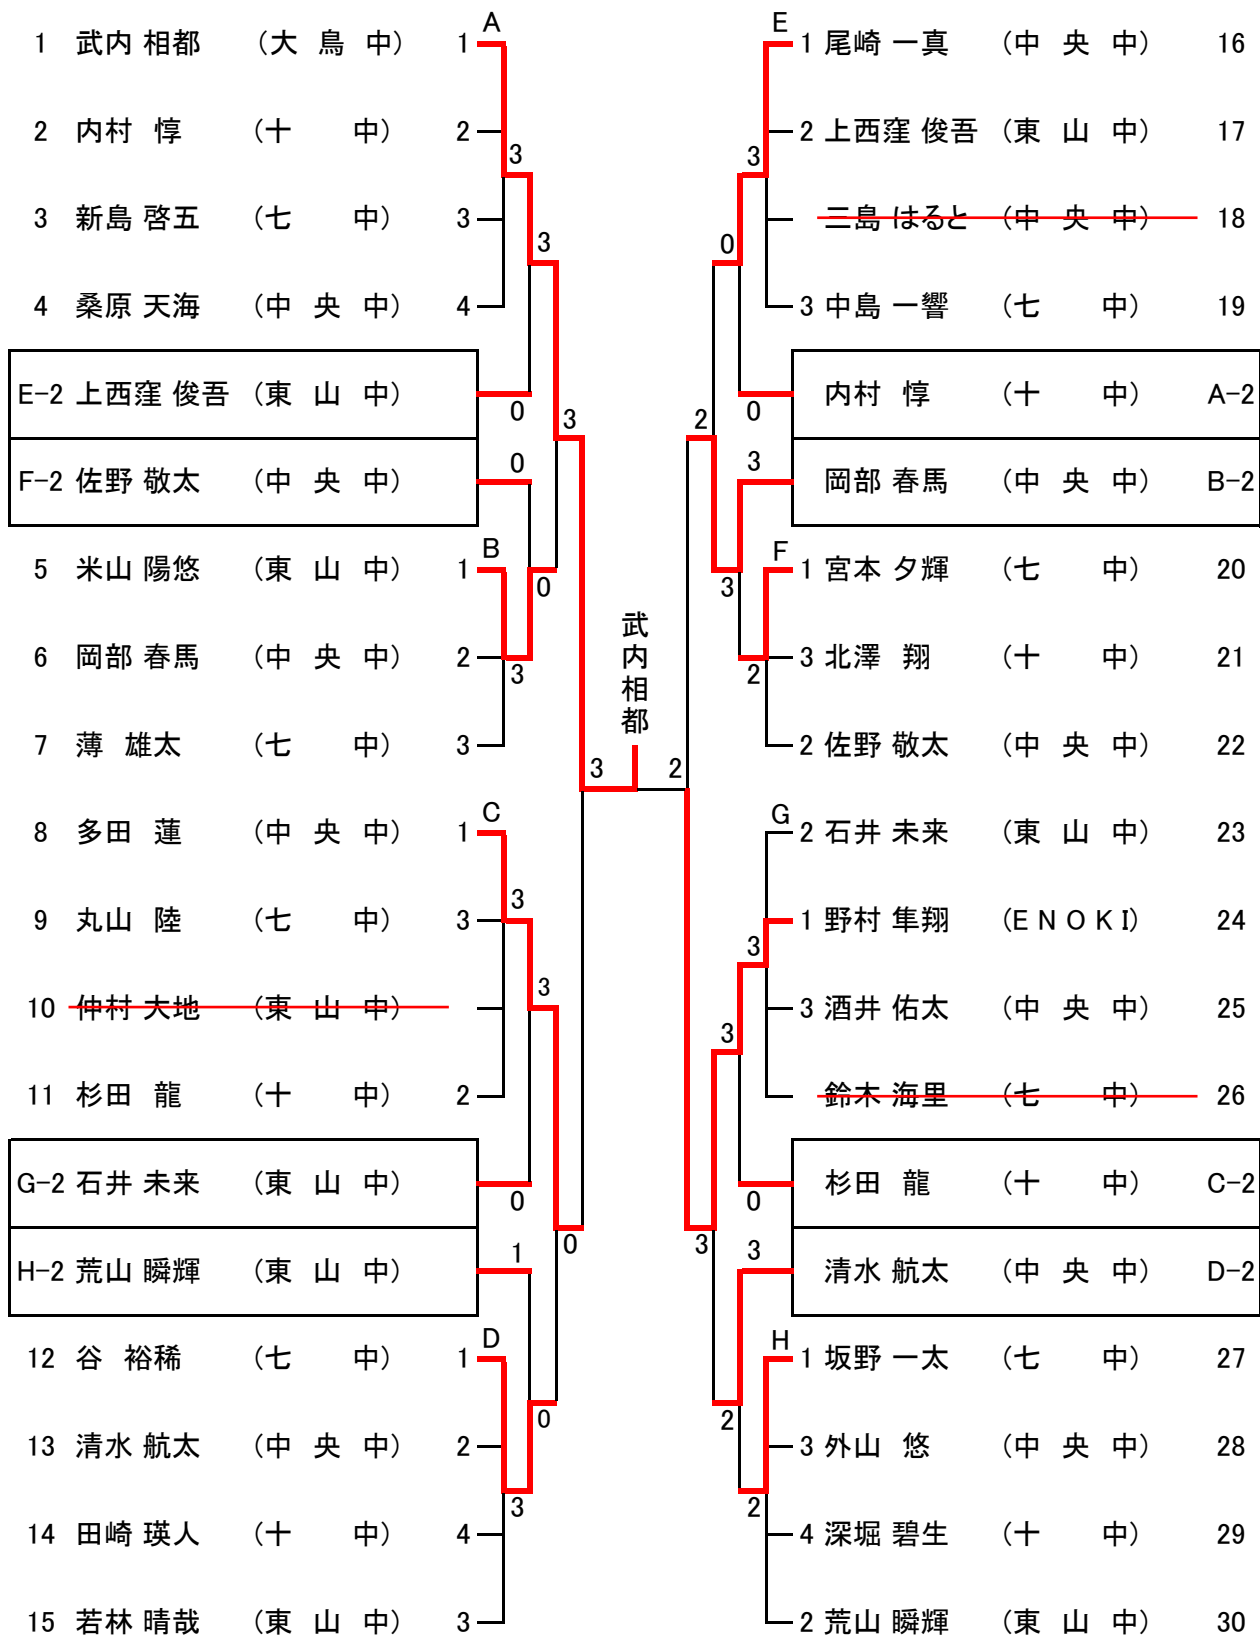 A
1 武内 相都 （大 鳥 中） 1
2 内村 惇 （十 中） 2
3
3 新島 啓五 （七 中） 3
3
4 桑原 天海 （中 央 中） 4
E-2 上西窪 俊吾 （東 山 中）
0
3
0
F-2 佐野 敬太 （中 央 中）
B
5 米山 陽悠 （東 山 中） 1
0
6 岡部 春馬 （中 央 中） 2
3
7 薄 雄太 （七 中） 3
3
C
8 多田 蓮 （中 央 中） 1
3
9 丸山 陸 （七 中） 3
3
10 仲村 大地 （東 山 中）
11 杉田 龍 （十 中） 2
G-2 石井 未来 （東 山 中）
0
0
1
H-2 荒山 瞬輝 （東 山 中）
D
12 谷 裕稀 （七 中） 1
0
13 清水 航太 （中 央 中） 2
3
14 田崎 瑛人 （十 中） 4
15 若林 晴哉 （東 山 中） 3
武内相都
E
1 尾崎 一真 （中 央 中） 16
2 上西窪 俊吾 （東 山 中） 17
3
三島 はると （中 央 中） 18
0
3 中島 一響 （七 中） 19
内村 惇 （十 中） A-2
0
2
3
岡部 春馬 （中 央 中） B-2
F
1 宮本 夕輝 （七 中） 20
3
3 北澤 翔 （十 中） 21
2
2 佐野 敬太 （中 央 中） 22
2
G
2 石井 未来 （東 山 中） 23
1 野村 隼翔 （E N O K I） 24
3
3 酒井 佑太 （中 央 中） 25
3
鈴木 海里 （七 中） 26
杉田 龍 （十 中） C-2
0
3
3
清水 航太 （中 央 中） D-2
H
1 坂野 一太 （七 中） 27
2
3 外山 悠 （中 央 中） 28
2
4 深堀 碧生 （十 中） 29
2 荒山 瞬輝 （東 山 中） 30